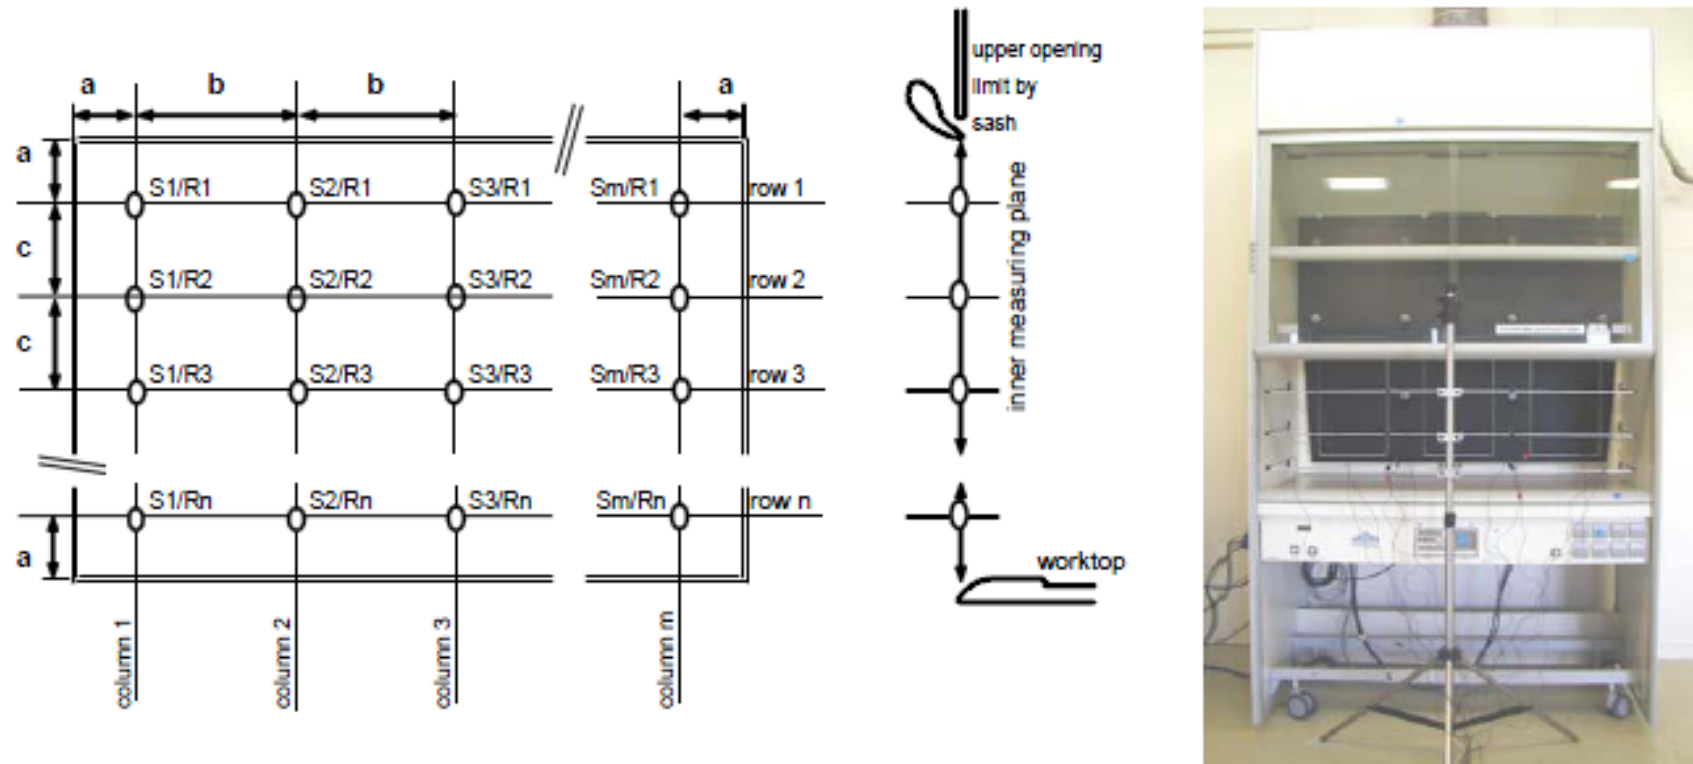 a b b a
upper opening
limit by
sash
a
S1/R1 S2/R1 S3/R1 Sm/R1 row 1
c
S1/R2 S2/R2 S3/R2 Sm/R2 row 2
c
S1/R3 S2/R3 S3/R3 Sm/R3 row 3
inner measuring plane
S1/Rn S2/Rn S3/Rn Sm/Rn row n
a
worktop
column 1
column 2
column 3
column m